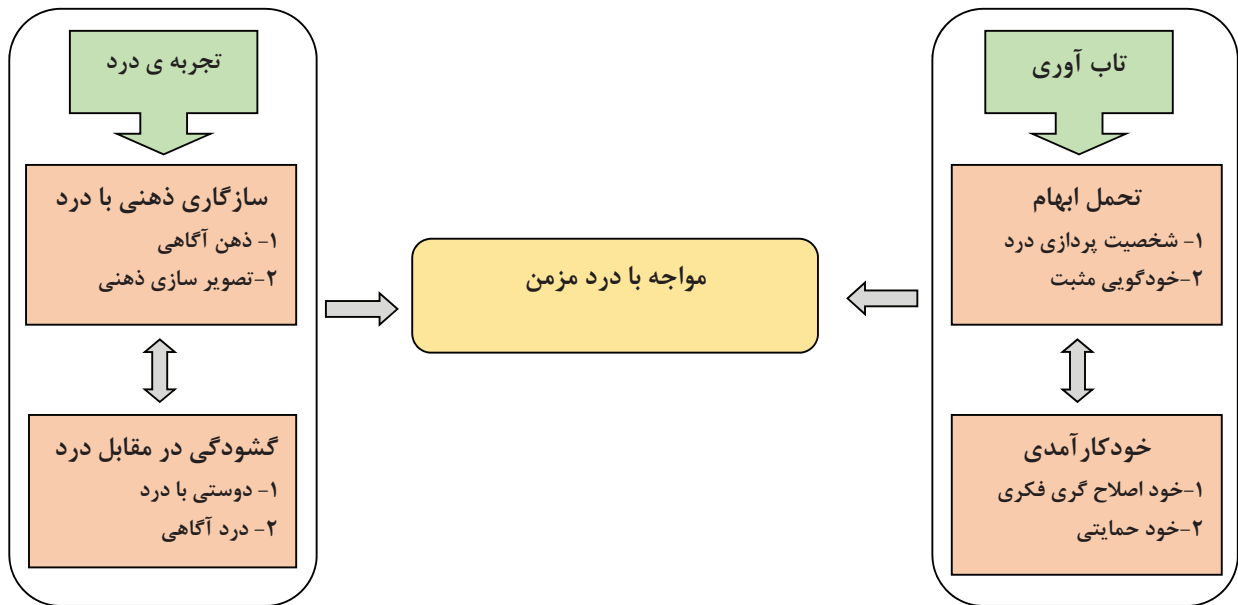 تاب آوری
تحمل ابهام
۱- شخصیت پردازی درد
۲-خودگویی مثبت
خودکارآمدی
۱-خود اصلاح گری فکری
۲-خود حمایتی
مواجه با درد مزمن
تجربه ی درد
سازگاری ذهنی با درد
۱- ذهن آگاهی
۲-تصویر سازی ذهنی
گشودگی در مقابل درد
۱- دوستی با درد
۲- درد آگاهی